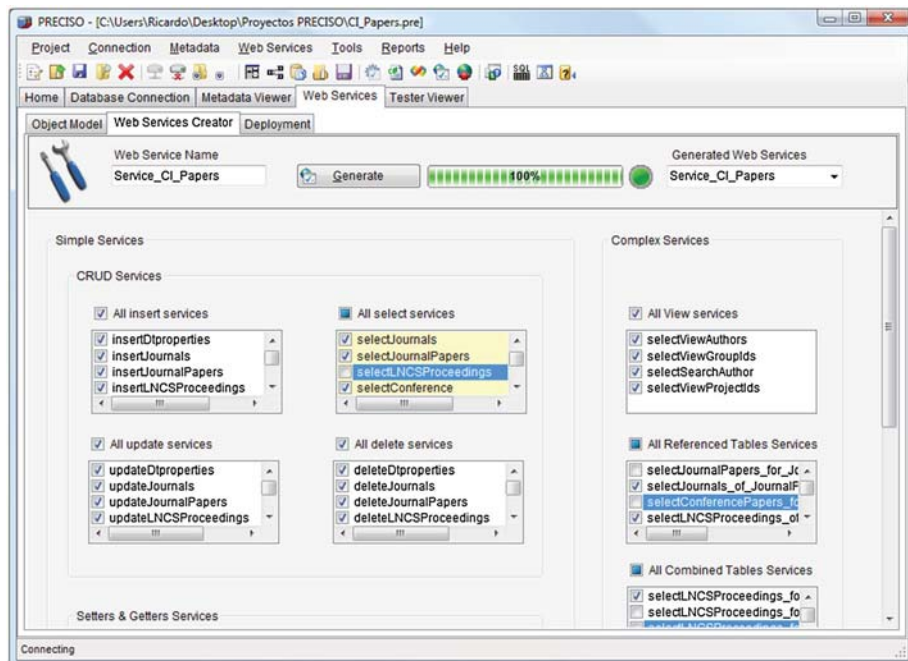 PRECISO - [C:\Users\Ricardo\Desktop\Proyectos PRECISO\CI_Papers.pre]
Project Connection Metadata Web Services Tools Reports Help
SQL
Home Database Connection Metadata Viewer Web Services Tester Viewer
Object Model Web Services Creator Deployment
Web Service Name Generated Web Services
Service_CI_Papers Generate 100% Service_CI_Papers
Simple Services Complex Services
CRUD Services
All insert services All select services All View services
insertDtproperties selectJournals selectViewAuthors
insertJournals selectJournalPapers selectViewGroupIds
insertJournalPapers selectLNCSProceedings selectSearchAuthor
insertLNCSProceedings selectConference selectViewProjectIds
All update services All delete services All Referenced Tables Services
updateDtproperties deleteDtproperties selectJournalPapers_for_Jc
updateJournals deleteJournals selectJournals_of_JournalF
updateJournalPapers deleteJournalPapers selectConferencePapers_fo
updateLNCSProceedings deleteLNCSProceedings selectLNCSProceedings_of
All Combined Tables Services
selectLNCSProceedings_fo
selectLNCSProceedings_fo
Setters & Getters Services
Connecting